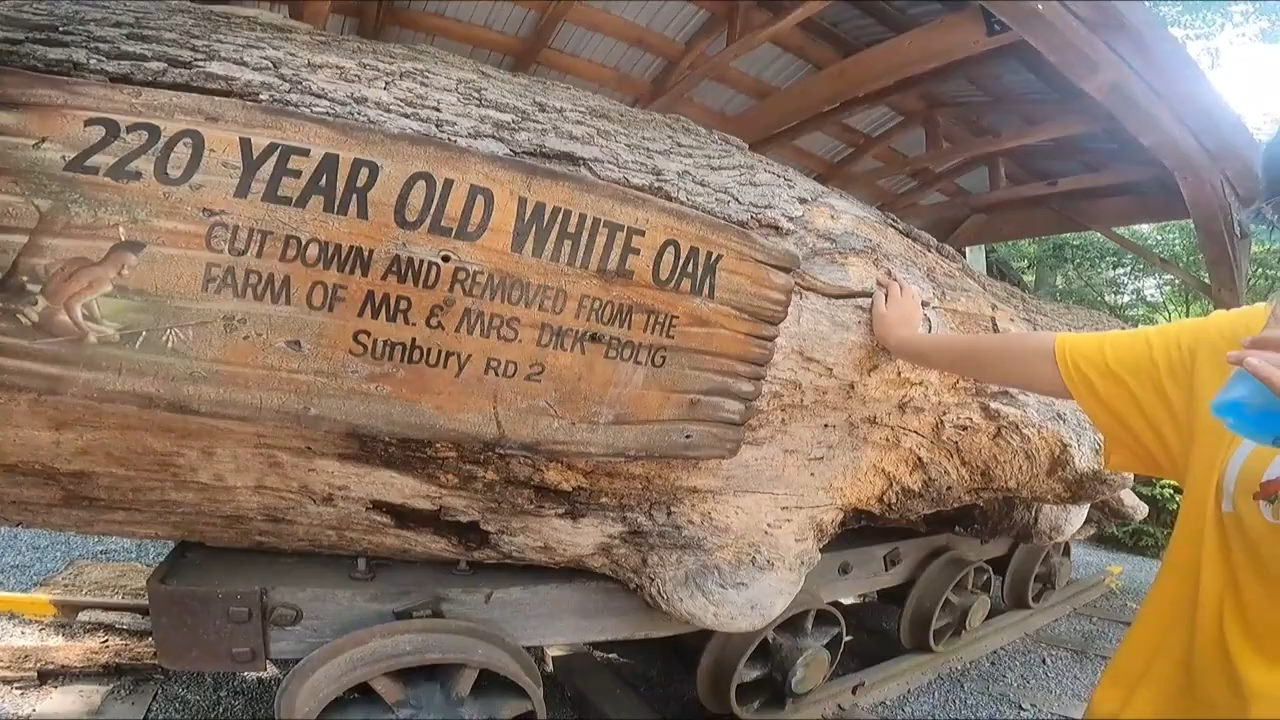 220 YEAR OLD WHITE OAK
CUT DOWN AND REMOVED FROM THE
FARM OF MR. & MRS. DICK BOLIG
Sunbury RD 2